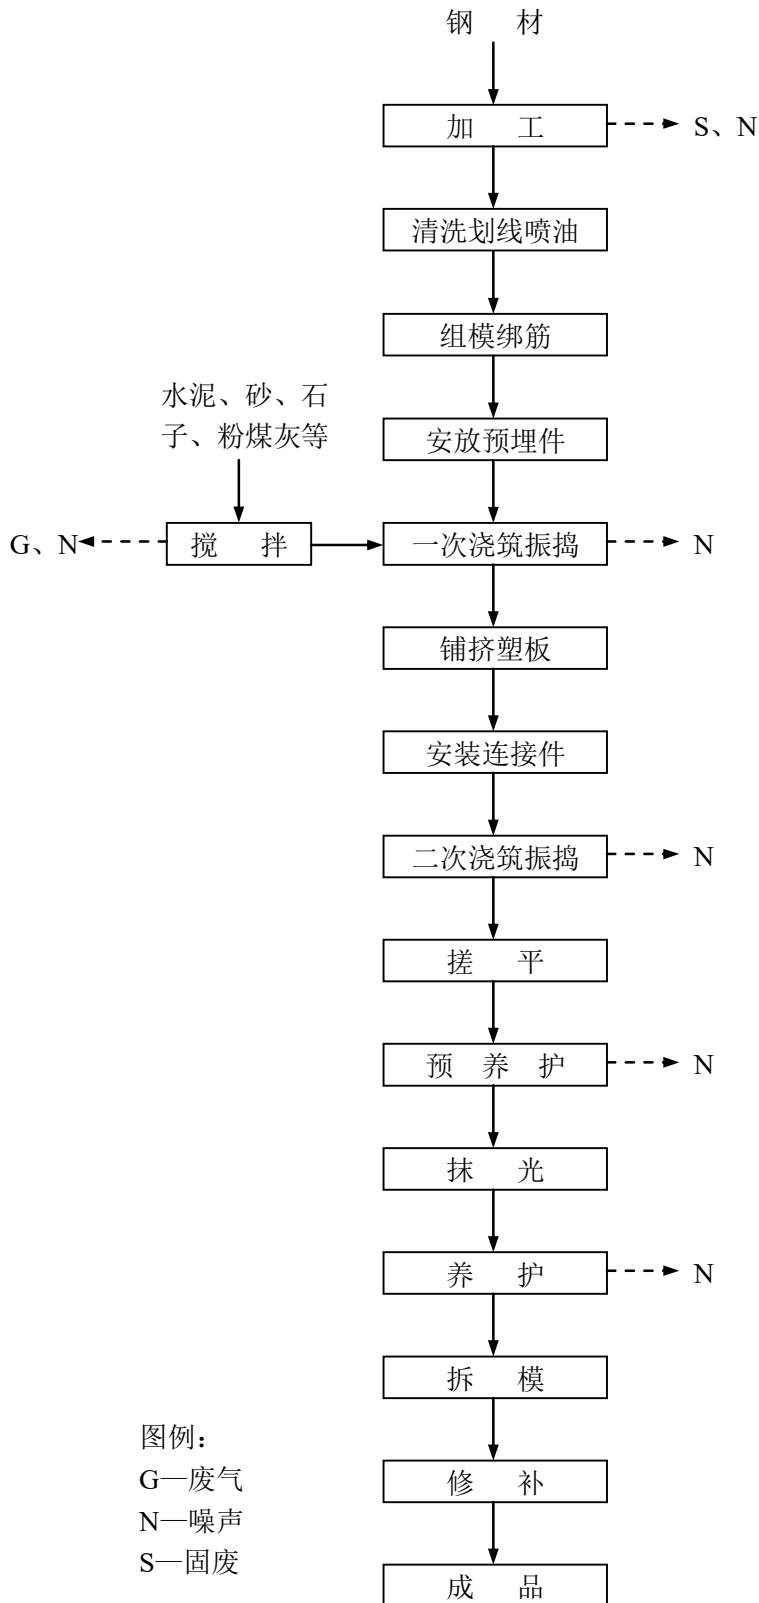 钢 材
加 工
S、N
清洗划线喷油
组模绑筋
水泥、砂、石
子、粉煤灰等
安放预埋件
G、N
搅 拌
一次浇筑振捣
N
铺挤塑板
安装连接件
二次浇筑振捣
N
搓 平
预 养 护
N
抹 光
养 护
N
拆 模
图例：
G—废气
N—噪声
S—固废
修 补
成 品